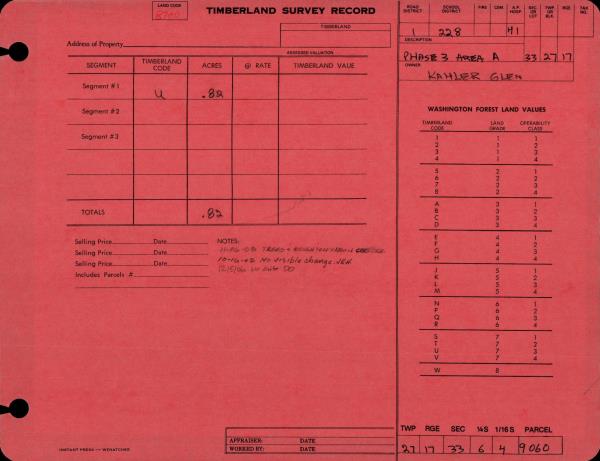 LAND CODE
8700
TIMBERLAND SURVEY RECORD
TIMBERLAND
Address of Property
ASSESSED VALUATION
SEGMENT TIMBERLAND CODE ACRES @ RATE TIMBERLAND VALUE
Segment #1 U .82
Segment #2
Segment #3
TOTALS .82
Selling Price Date
Selling Price Date
Selling Price Date
Includes Parcels #
NOTES:
TREES +
10-16-02 No visible change. JEH
INSTANT PRESS — WENATCHEE
APPRAISER: DATE
WORKED BY: DATE
ROAD DISTRICT SCHOOL DISTRICT FIRE CEM. A.P. HOSP. SEC OR LOT TWP OR BLK RGE TAX NO.
1 228 41
DESCRIPTION
PHASE 3 AREA A 33 27 17
OWNER
KAHLER GLEN
WASHINGTON FOREST LAND VALUES
TIMBERLAND CODE LAND GRADE OPERABILITY CLASS
1 1 1
2 1 2
3 1 3
4 1 4
5 2 1
6 2 2
7 2 3
8 2 4
A 3 1
B 3 2
C 3 3
D 3 4
E 4 1
F 4 2
G 4 3
H 4 4
J 5 1
K 5 2
L 5 3
M 5 4
N 6 1
P 6 2
Q 6 3
R 6 4
S 7 1
T 7 2
U 7 3
V 7 4
W 8
TWP RGE SEC ¼S 1/16 S PARCEL
27 17 33 6 4 9060